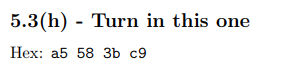 5.3(h) - Turn in this one
Hex: a5 58 3b c9